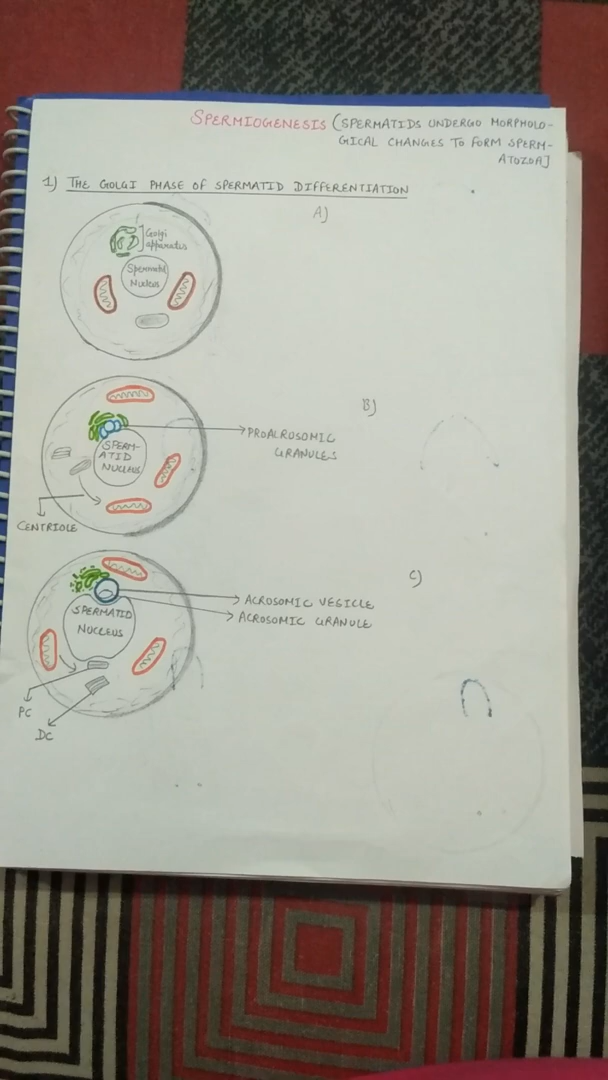 SPERMIOGENESIS (SPERMATIDS UNDERGO MORPHOLO-
GICAL CHANGES TO FORM SPERM-
ATOZOA]
1) THE GOLGI PHASE OF SPERMATID DIFFERENTIATION
A)
Golgi
apparatus
Spermatid
Nucleus
B)
PROACROSOMIC
GRANULES
SPERM-
ATID
NUCLEUS
CENTRIOLE
C)
ACROSOMIC VESICLE
ACROSOMIC GRANULE
SPERMATID
NUCLEUS
PC
DC